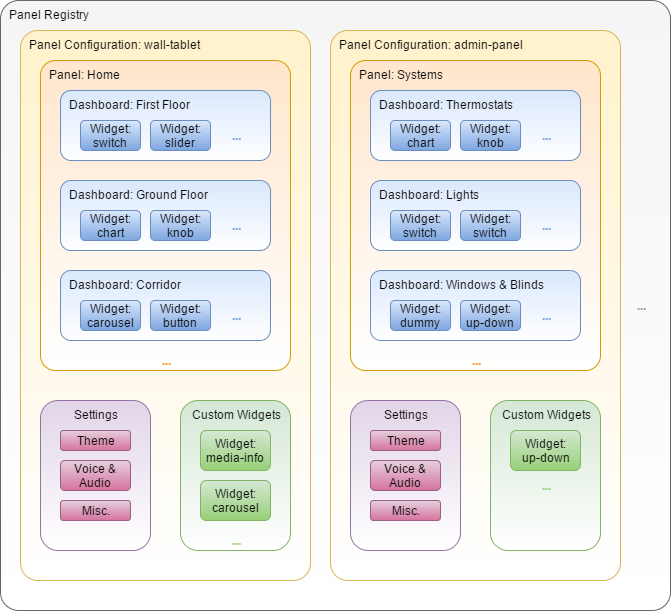 Panel Registry
Panel Configuration: wall-tablet
Panel: Home
Dashboard: First Floor
Widget:
switch
Widget:
slider
...
Dashboard: Ground Floor
Widget:
chart
Widget:
knob
...
Dashboard: Corridor
Widget:
carousel
Widget:
button
...
...
Settings
Theme
Voice &
Audio
Misc.
Custom Widgets
Widget:
media-info
Widget:
carousel
...
Panel Configuration: admin-panel
Panel: Systems
Dashboard: Thermostats
Widget:
chart
Widget:
knob
...
Dashboard: Lights
Widget:
switch
Widget:
switch
...
Dashboard: Windows & Blinds
Widget:
dummy
Widget:
up-down
...
...
Settings
Theme
Voice &
Audio
Misc.
Custom Widgets
Widget:
up-down
...
...